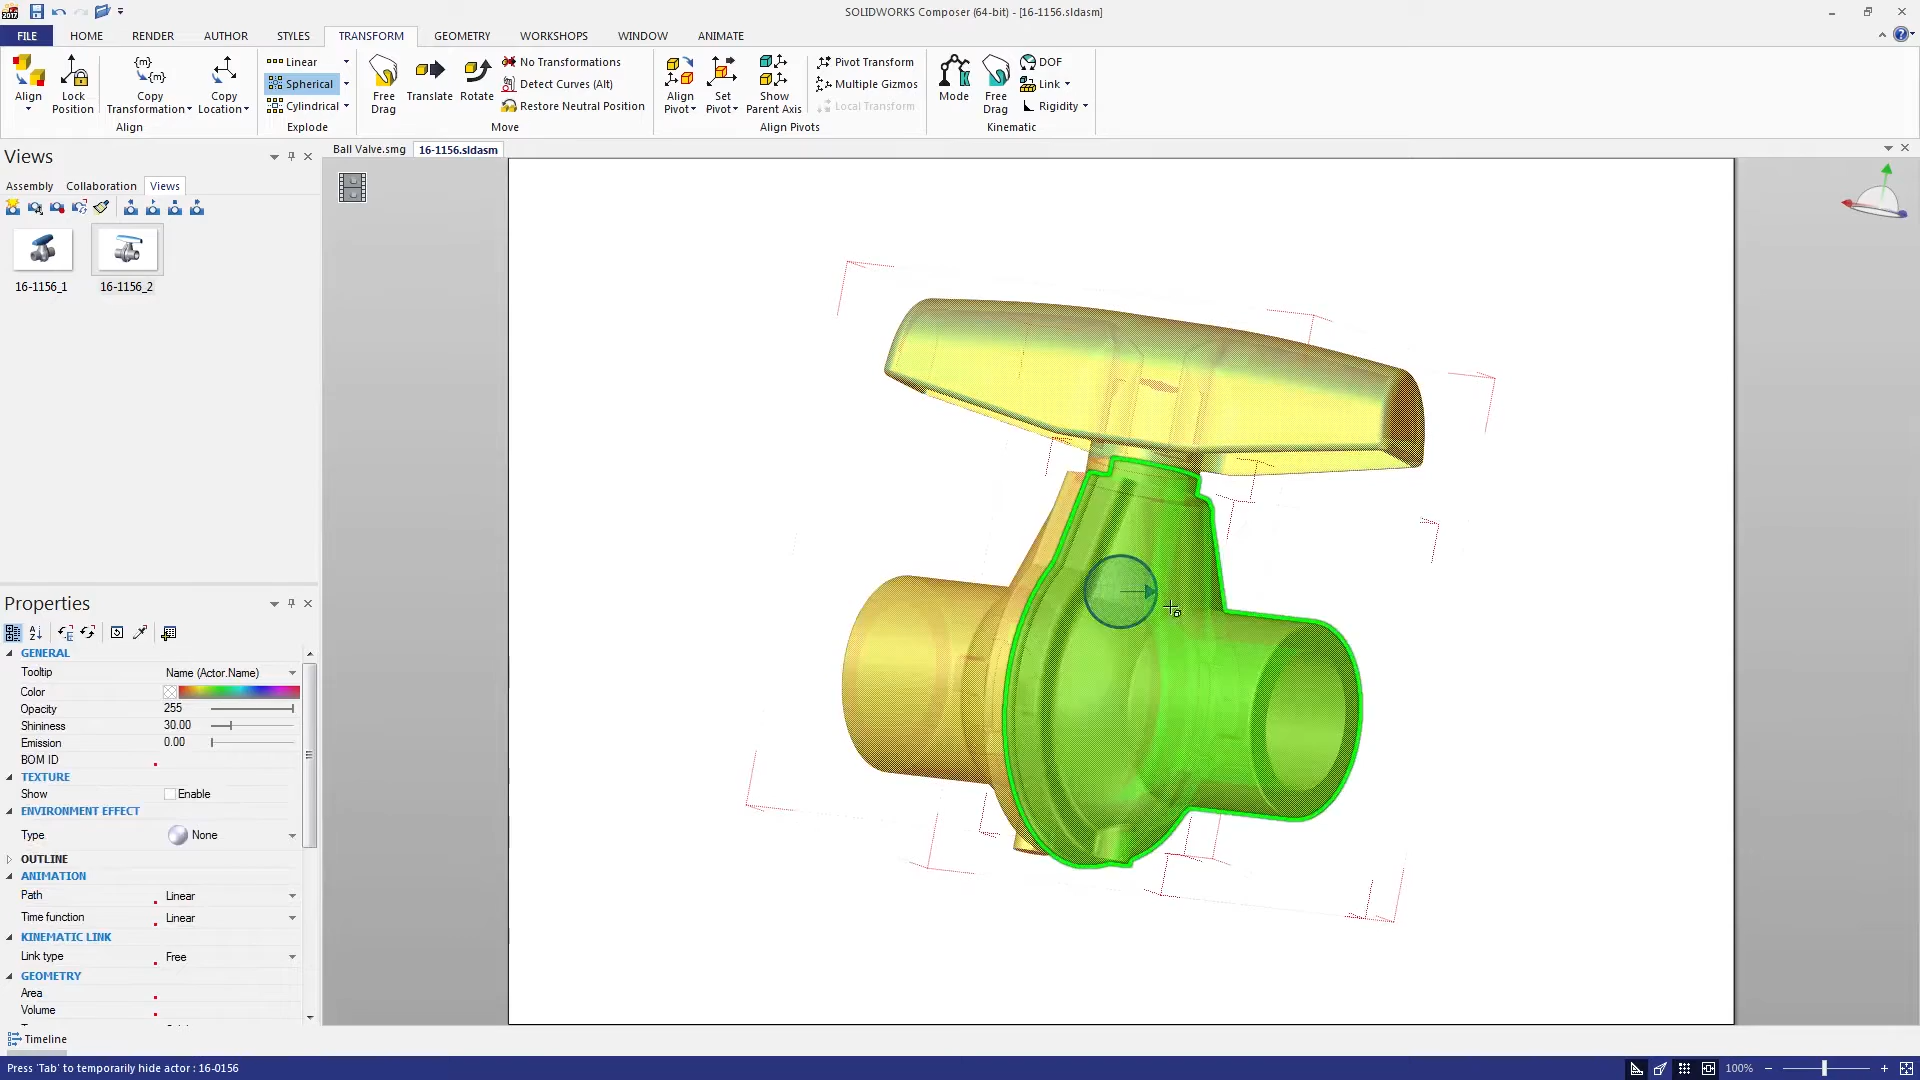 SOLIDWORKS Composer (64-bit) - [16-1156.sldasm]
FILE HOME RENDER AUTHOR STYLES TRANSFORM GEOMETRY WORKSHOPS WINDOW ANIMATE
Align
Lock Position
Copy Transformation
Copy Location
Align
Linear
Spherical
Cylindrical
Explode
Free Drag
Translate
Rotate
No Transformations
Detect Curves (Alt)
Restore Neutral Position
Move
Align Pivot
Set Pivot
Show Parent Axis
Pivot Transform
Multiple Gizmos
Local Transform
Align Pivots
Mode
Free Drag
DOF
Link
Rigidity
Kinematic
Views
Assembly Collaboration Views
16-1156_1
16-1156_2
Ball Valve.smg
16-1156.sldasm
Properties
GENERAL
Tooltip Name (Actor.Name)
Color
Opacity 255
Shininess 30.00
Emission 0.00
BOM ID
TEXTURE
Show Enable
ENVIRONMENT EFFECT
Type None
OUTLINE
ANIMATION
Path Linear
Time function Linear
KINEMATIC LINK
Link type Free
GEOMETRY
Area
Volume
Timeline
Press 'Tab' to temporarily hide actor : 16-0156
100%